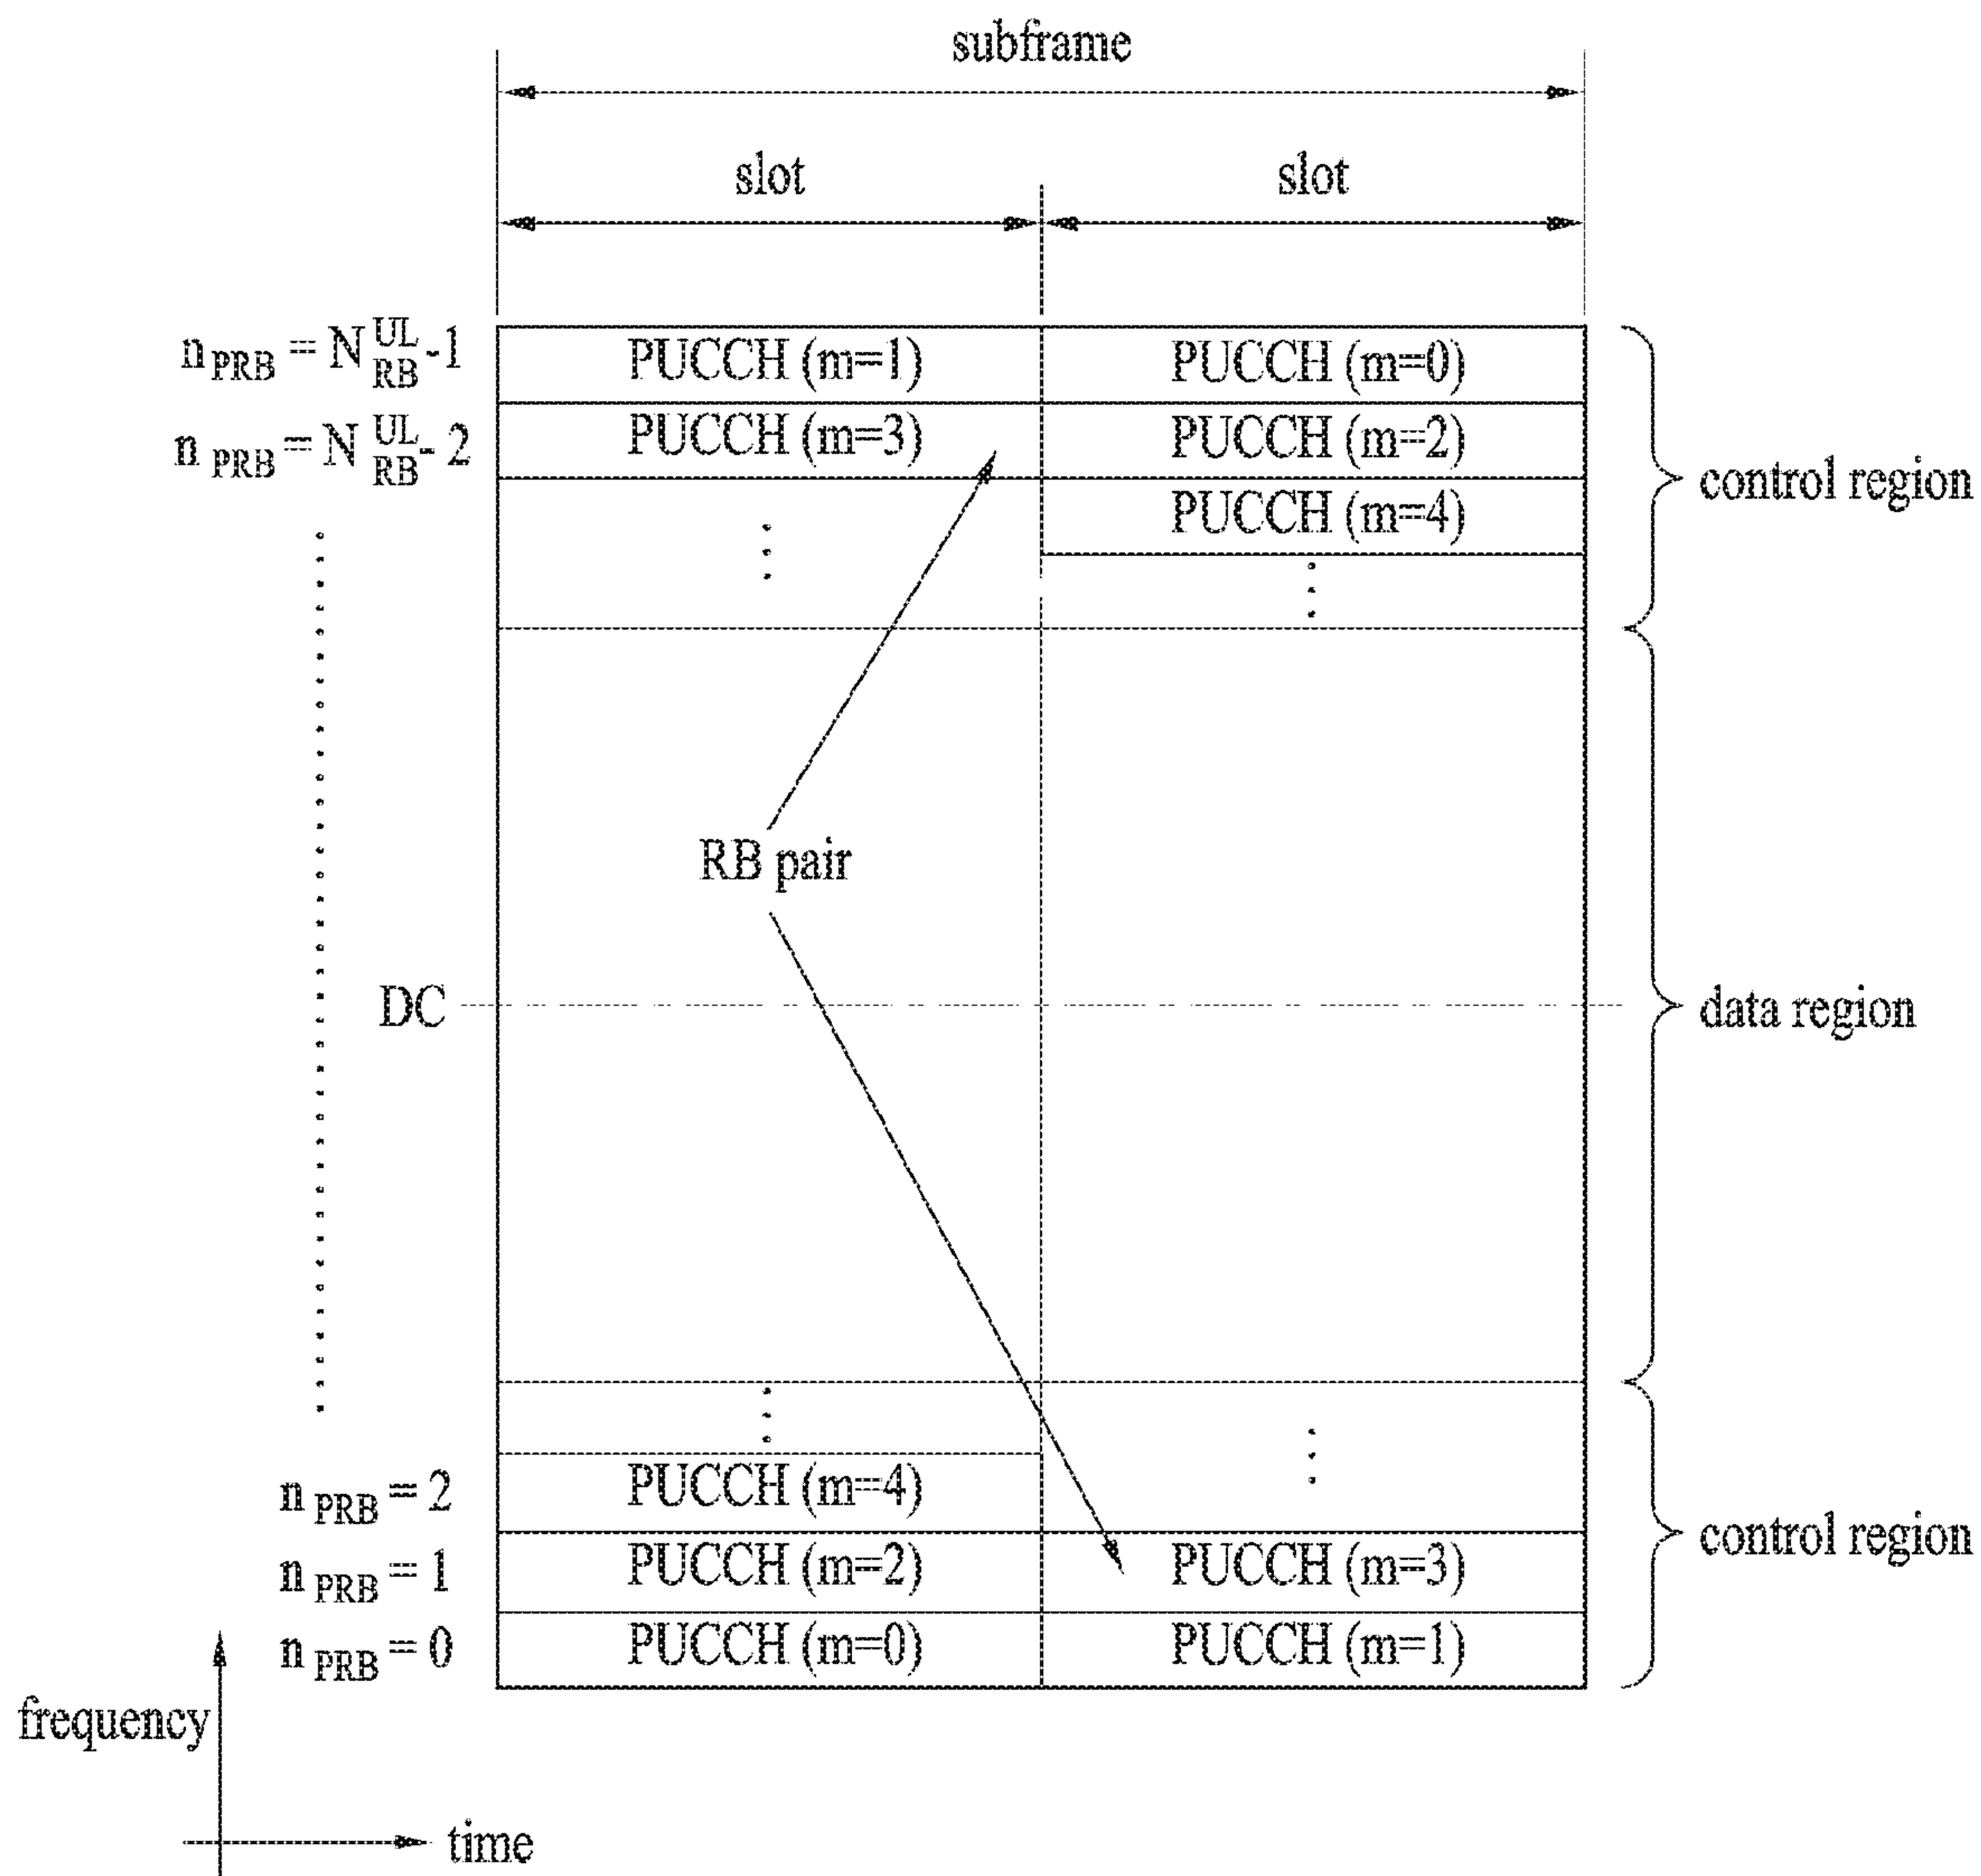 subframe
slot slot
n PRB = N UL RB -1 PUCCH (m=1) PUCCH (m=0)
n PRB = N UL RB - 2 PUCCH (m=3) PUCCH (m=2)
control region
PUCCH (m=4)
RB pair
DC data region
n PRB = 2 PUCCH (m=4)
control region
n PRB = 1 PUCCH (m=2) PUCCH (m=3)
n PRB = 0 PUCCH (m=0) PUCCH (m=1)
frequency
time